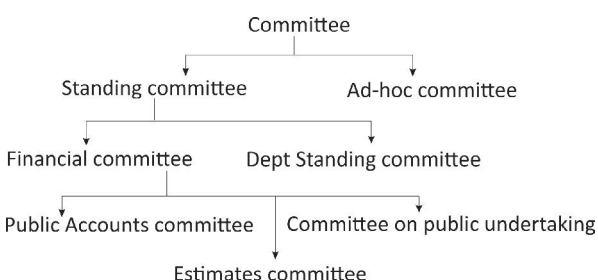 Committee
Standing committee
Ad-hoc committee
Financial committee
Dept Standing committee
Public Accounts committee
Committee on public undertaking
Estimates committee